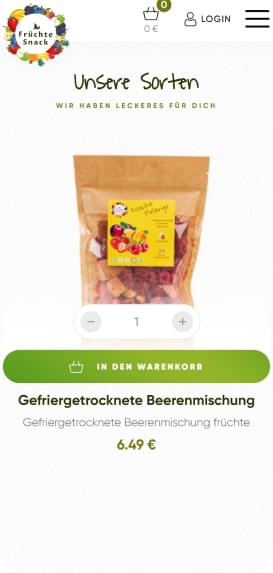 0
Früchte
Snack
LOGIN
0 €
Unsere Sorten
WIR HABEN LECKERES FÜR DICH
Früchte
Melange
1
IN DEN WARENKORB
Gefriergetrocknete Beerenmischung
Gefriergetrocknete Beerenmischung früchte
6.49 €